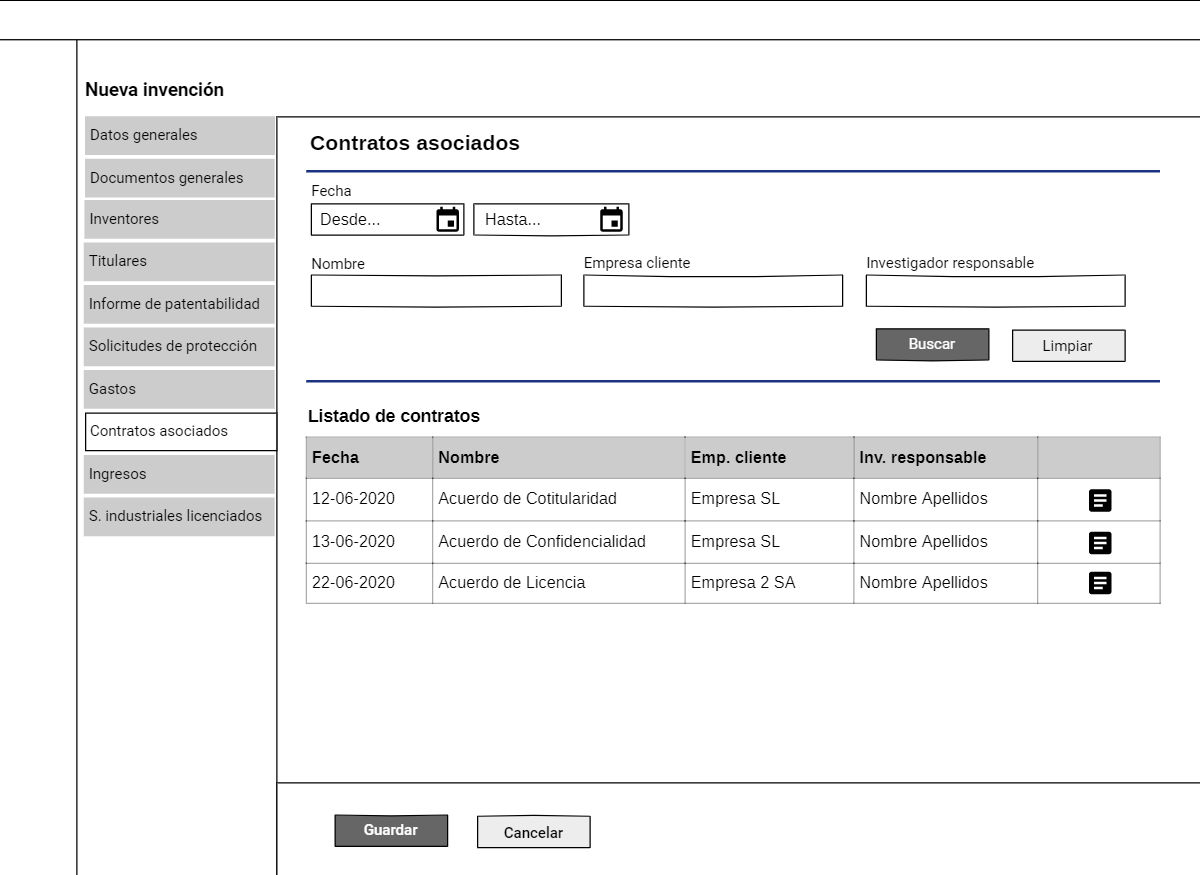 Nueva invención
Datos generales
Documentos generales
Inventores
Titulares
Informe de patentabilidad
Solicitudes de protección
Gastos
Contratos asociados
Ingresos
S. industriales licenciados
Contratos asociados
Fecha
Desde... Hasta...
Nombre Empresa cliente Investigador responsable
Buscar Limpiar
Listado de contratos
Fecha Nombre Emp. cliente Inv. responsable
12-06-2020 Acuerdo de Cotitularidad Empresa SL Nombre Apellidos
13-06-2020 Acuerdo de Confidencialidad Empresa SL Nombre Apellidos
22-06-2020 Acuerdo de Licencia Empresa 2 SA Nombre Apellidos
Guardar Cancelar